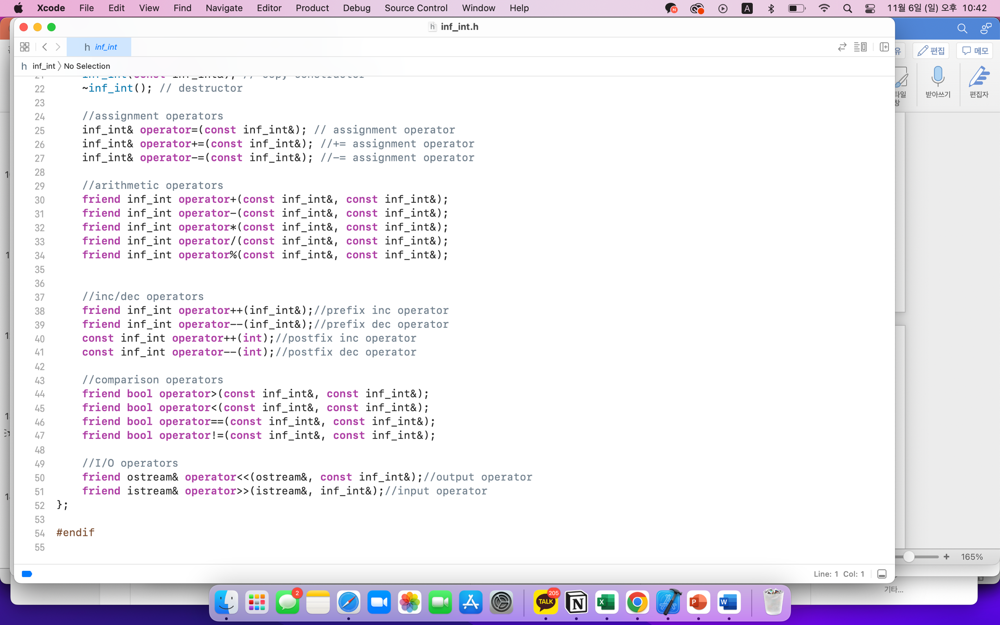 Xcode File Edit View Find Navigate Editor Product Debug Source Control Window Help A 11월 6일 (일) 오후 10:42
h inf_int.h
h inf_int
h inf_int 〉 No Selection
유 편집 메모
타일
창 받아쓰기 편집자
21 inf_int(const inf_int&); // copy constructor
22 ~inf_int(); // destructor
23
24 //assignment operators
25 inf_int& operator=(const inf_int&); // assignment operator
26 inf_int& operator+=(const inf_int&); //+= assignment operator
27 inf_int& operator-=(const inf_int&); //-= assignment operator
28
29 //arithmetic operators
30 friend inf_int operator+(const inf_int&, const inf_int&);
31 friend inf_int operator-(const inf_int&, const inf_int&);
32 friend inf_int operator*(const inf_int&, const inf_int&);
33 friend inf_int operator/(const inf_int&, const inf_int&);
34 friend inf_int operator%(const inf_int&, const inf_int&);
35
36
37 //inc/dec operators
38 friend inf_int operator++(inf_int&);//prefix inc operator
39 friend inf_int operator--(inf_int&);//prefix dec operator
40 const inf_int operator++(int);//postfix inc operator
41 const inf_int operator--(int);//postfix dec operator
42
43 //comparison operators
44 friend bool operator>(const inf_int&, const inf_int&);
45 friend bool operator<(const inf_int&, const inf_int&);
46 friend bool operator==(const inf_int&, const inf_int&);
47 friend bool operator!=(const inf_int&, const inf_int&);
48
49 //I/O operators
50 friend ostream& operator<<(ostream&, const inf_int&);//output operator
51 friend istream& operator>>(istream&, inf_int&);//input operator
52 };
53
54 #endif
55
+ 165%
Line: 1 Col: 1
기타...
2 TALK 205 N X P W